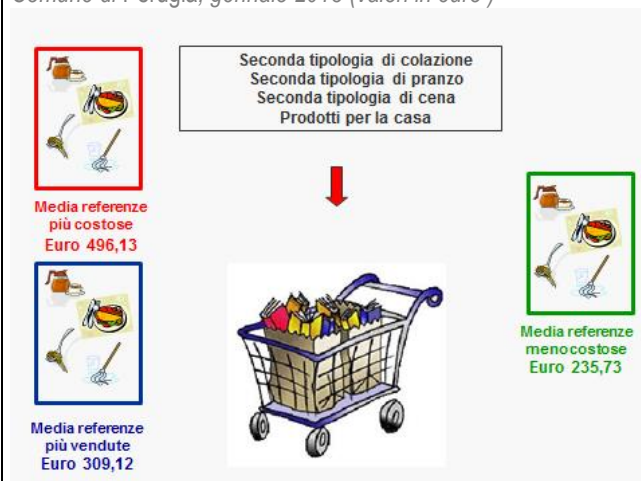 Seconda tipologia di colazione
Seconda tipologia di pranzo
Seconda tipologia di cena
Prodotti per la casa
Media referenze
più costose
Euro 496,13
Media referenze
menocostose
Euro 235,73
Media referenze
più vendute
Euro 309,12